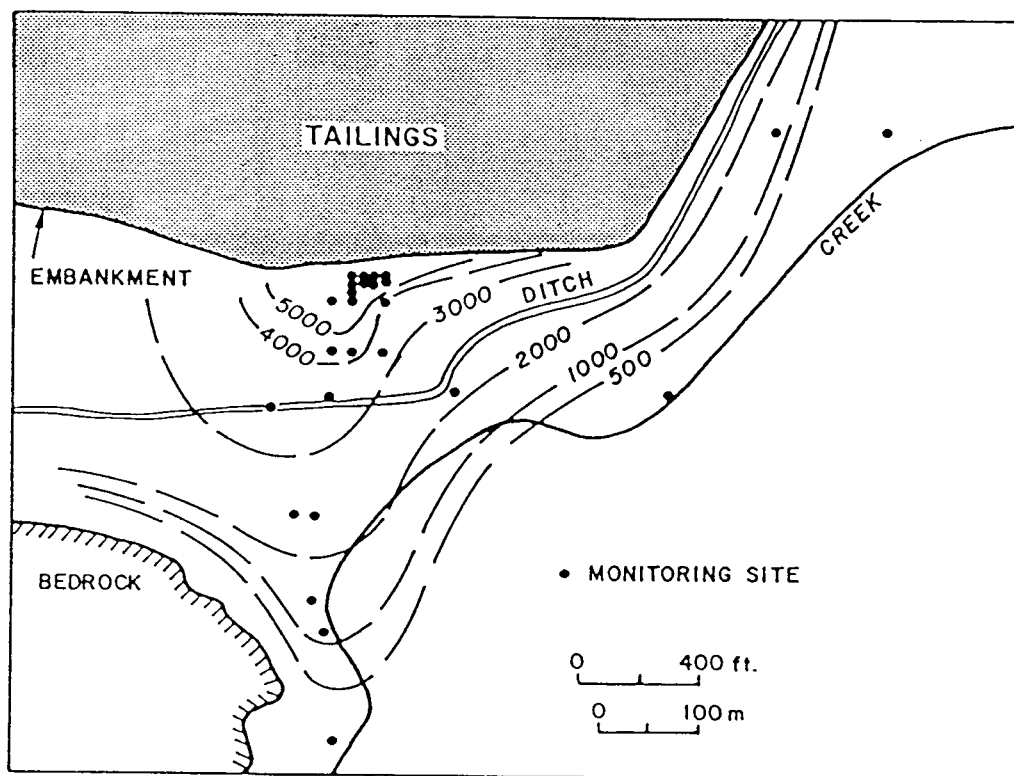 TAILINGS
EMBANKMENT
5000
4000
3000
DITCH
2000
1000
500
CREEK
BEDROCK
MONITORING SITE
0 400 ft.
0 100 m